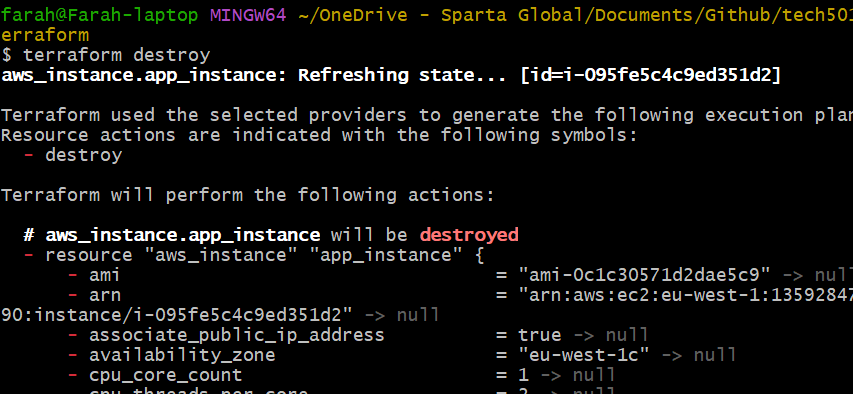 farah@Farah-laptop MINGW64 ~/OneDrive - Sparta Global/Documents/Github/tech501
erraform
$ terraform destroy
aws_instance.app_instance: Refreshing state... [id=i-095fe5c4c9ed351d2]
Terraform used the selected providers to generate the following execution plan
Resource actions are indicated with the following symbols:
- destroy
Terraform will perform the following actions:
# aws_instance.app_instance will be destroyed
- resource "aws_instance" "app_instance" {
- ami = "ami-0c1c30571d2dae5c9" -> null
- arn = "arn:aws:ec2:eu-west-1:13592847
90:instance/i-095fe5c4c9ed351d2" -> null
- associate_public_ip_address = true -> null
- availability_zone = "eu-west-1c" -> null
- cpu_core_count = 1 -> null